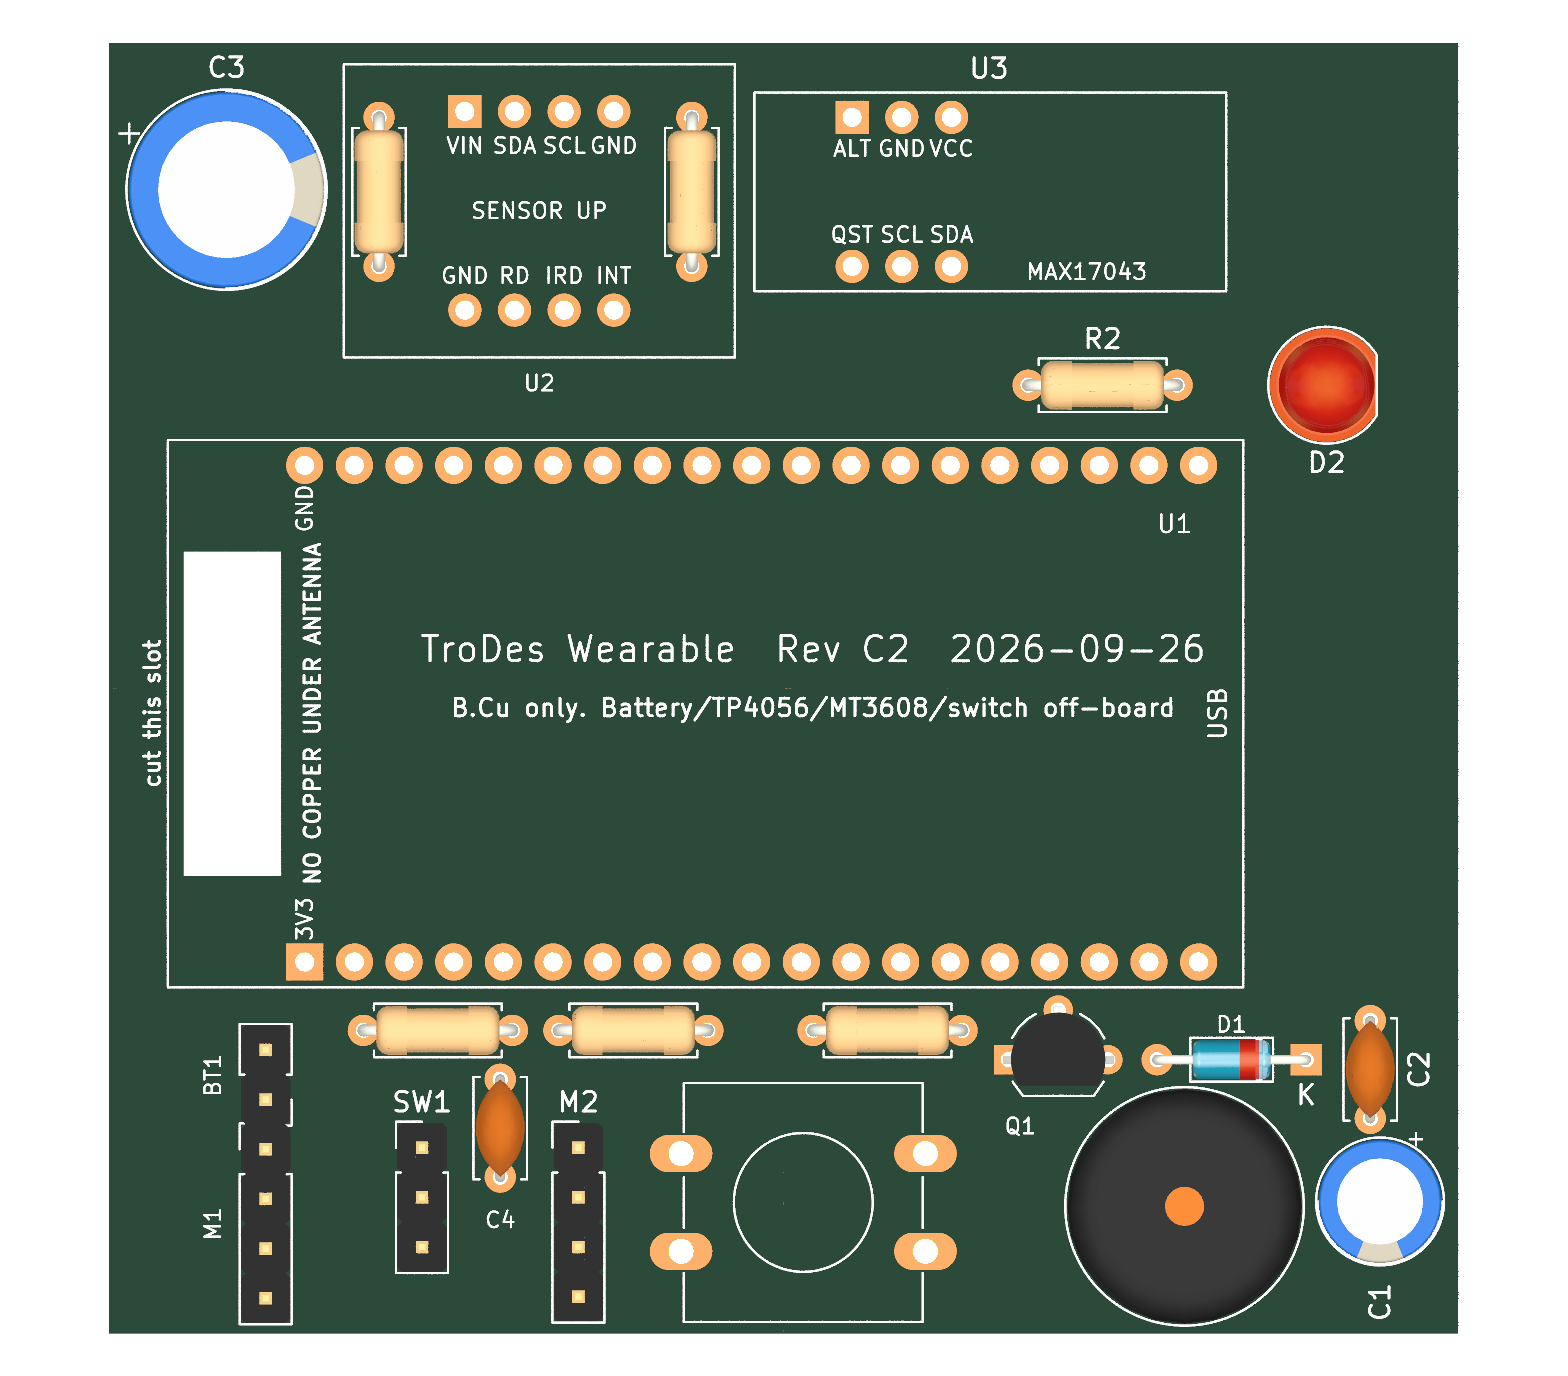 C3
U3
+
VIN SDA SCL GND
ALT GND VCC
SENSOR UP
QST SCL SDA
GND RD IRD INT
MAX17043
R2
U2
D2
GND
U1
NO COPPER UNDER ANTENNA
cut this slot
TroDes Wearable Rev C2 2026-09-26
B.Cu only. Battery/TP4056/MT3608/switch off-board
USB
3V3
BT1
SW1
M2
D1
C2
K
Q1
+
M1
C4
C1